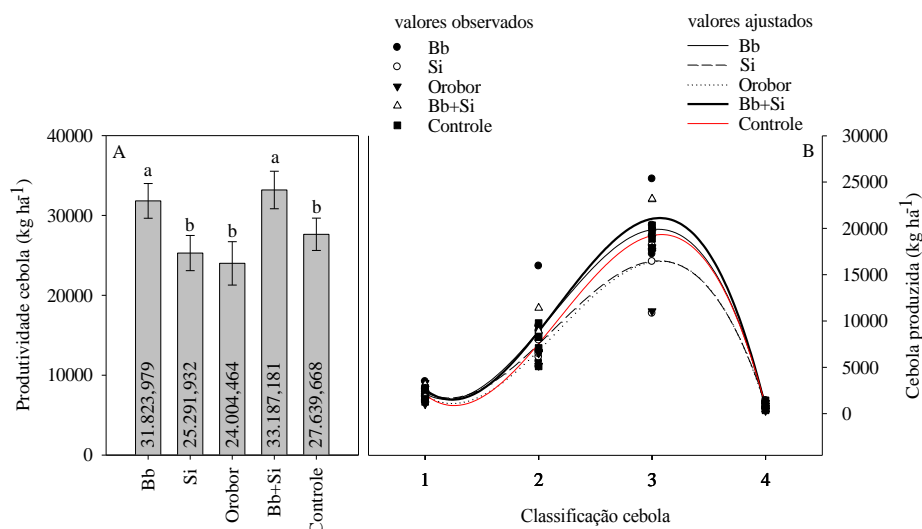 valores observados
Bb
Si
Orobor
Bb+Si
Controle
valores ajustados
Bb
Si
Orobor
Bb+Si
Controle
A
Produtividade cebola (kg ha-1)
40000
30000
20000
10000
0
a
b
b
a
b
31.823,979
25.291,932
24.004,464
33.187,181
27.639,668
Bb
Si
Orobor
Bb+Si
Controle
B
30000
25000
20000
15000
10000
5000
0
Cebola produzida (kg ha-1)
1
2
3
4
Classificação cebola